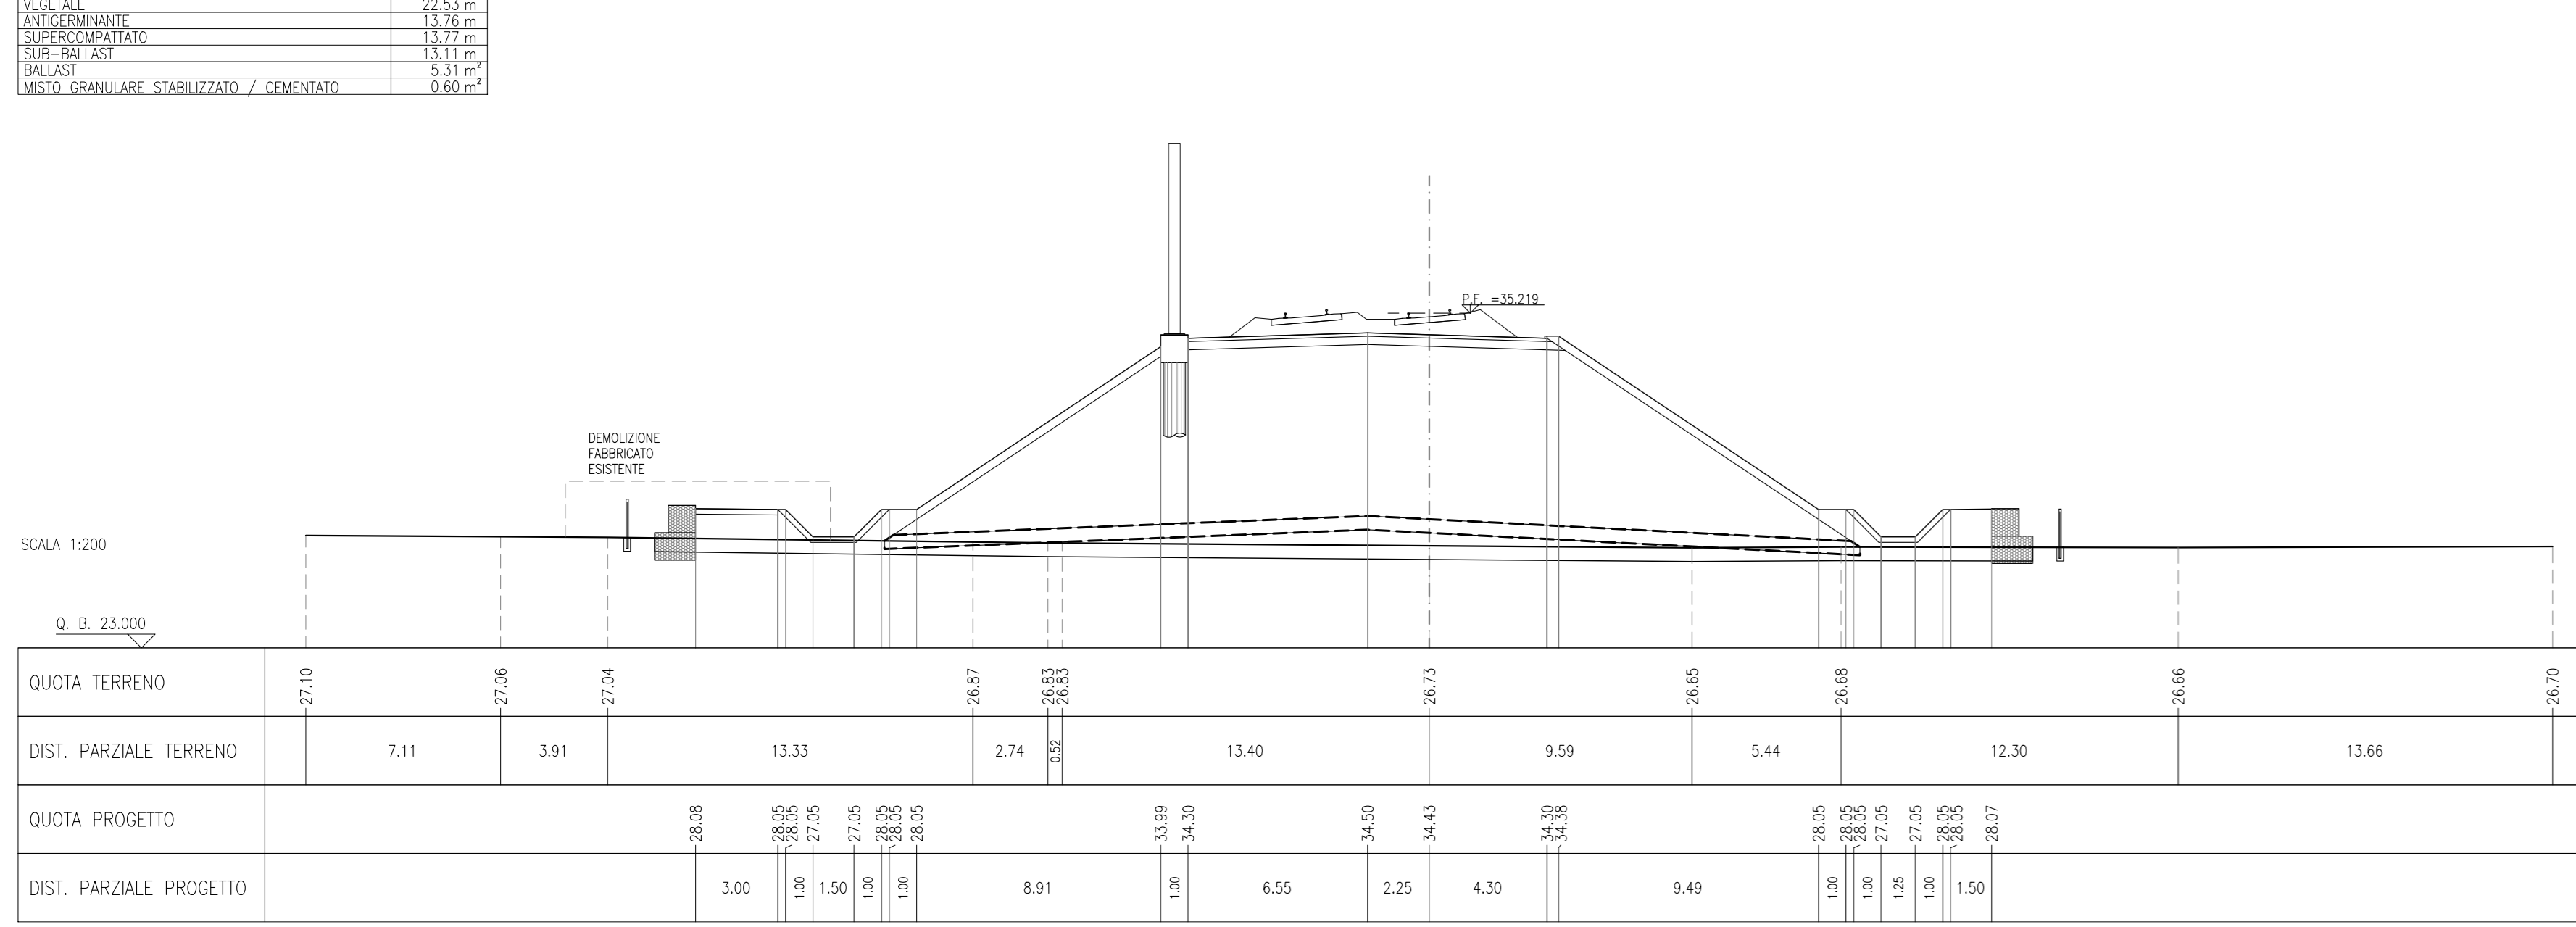 VEGETALE 22.53 m
ANTIGERMINANTE 13.76 m
SUPERCOMPATTATO 13.77 m
SUB-BALLAST 13.11 m
BALLAST 5.31 m²
MISTO GRANULARE STABILIZZATO / CEMENTATO 0.60 m²
P.F. =35.219
DEMOLIZIONE
FABBRICATO
ESISTENTE
SCALA 1:200
Q. B. 23.000
QUOTA TERRENO 27.10 27.06 27.04 26.87 26.83 26.83 26.73 26.65 26.68 26.66 26.70
DIST. PARZIALE TERRENO 7.11 3.91 13.33 2.74 0.52 13.40 9.59 5.44 12.30 13.66
QUOTA PROGETTO 28.08 28.05 28.05 27.05 27.05 28.05 28.05 28.05 33.99 34.30 34.50 34.43 34.30 34.38 28.05 28.05 28.05 27.05 27.05 28.05 28.05 28.07
DIST. PARZIALE PROGETTO 3.00 1.00 1.50 1.00 1.00 8.91 1.00 6.55 2.25 4.30 9.49 1.00 1.00 1.25 1.00 1.50